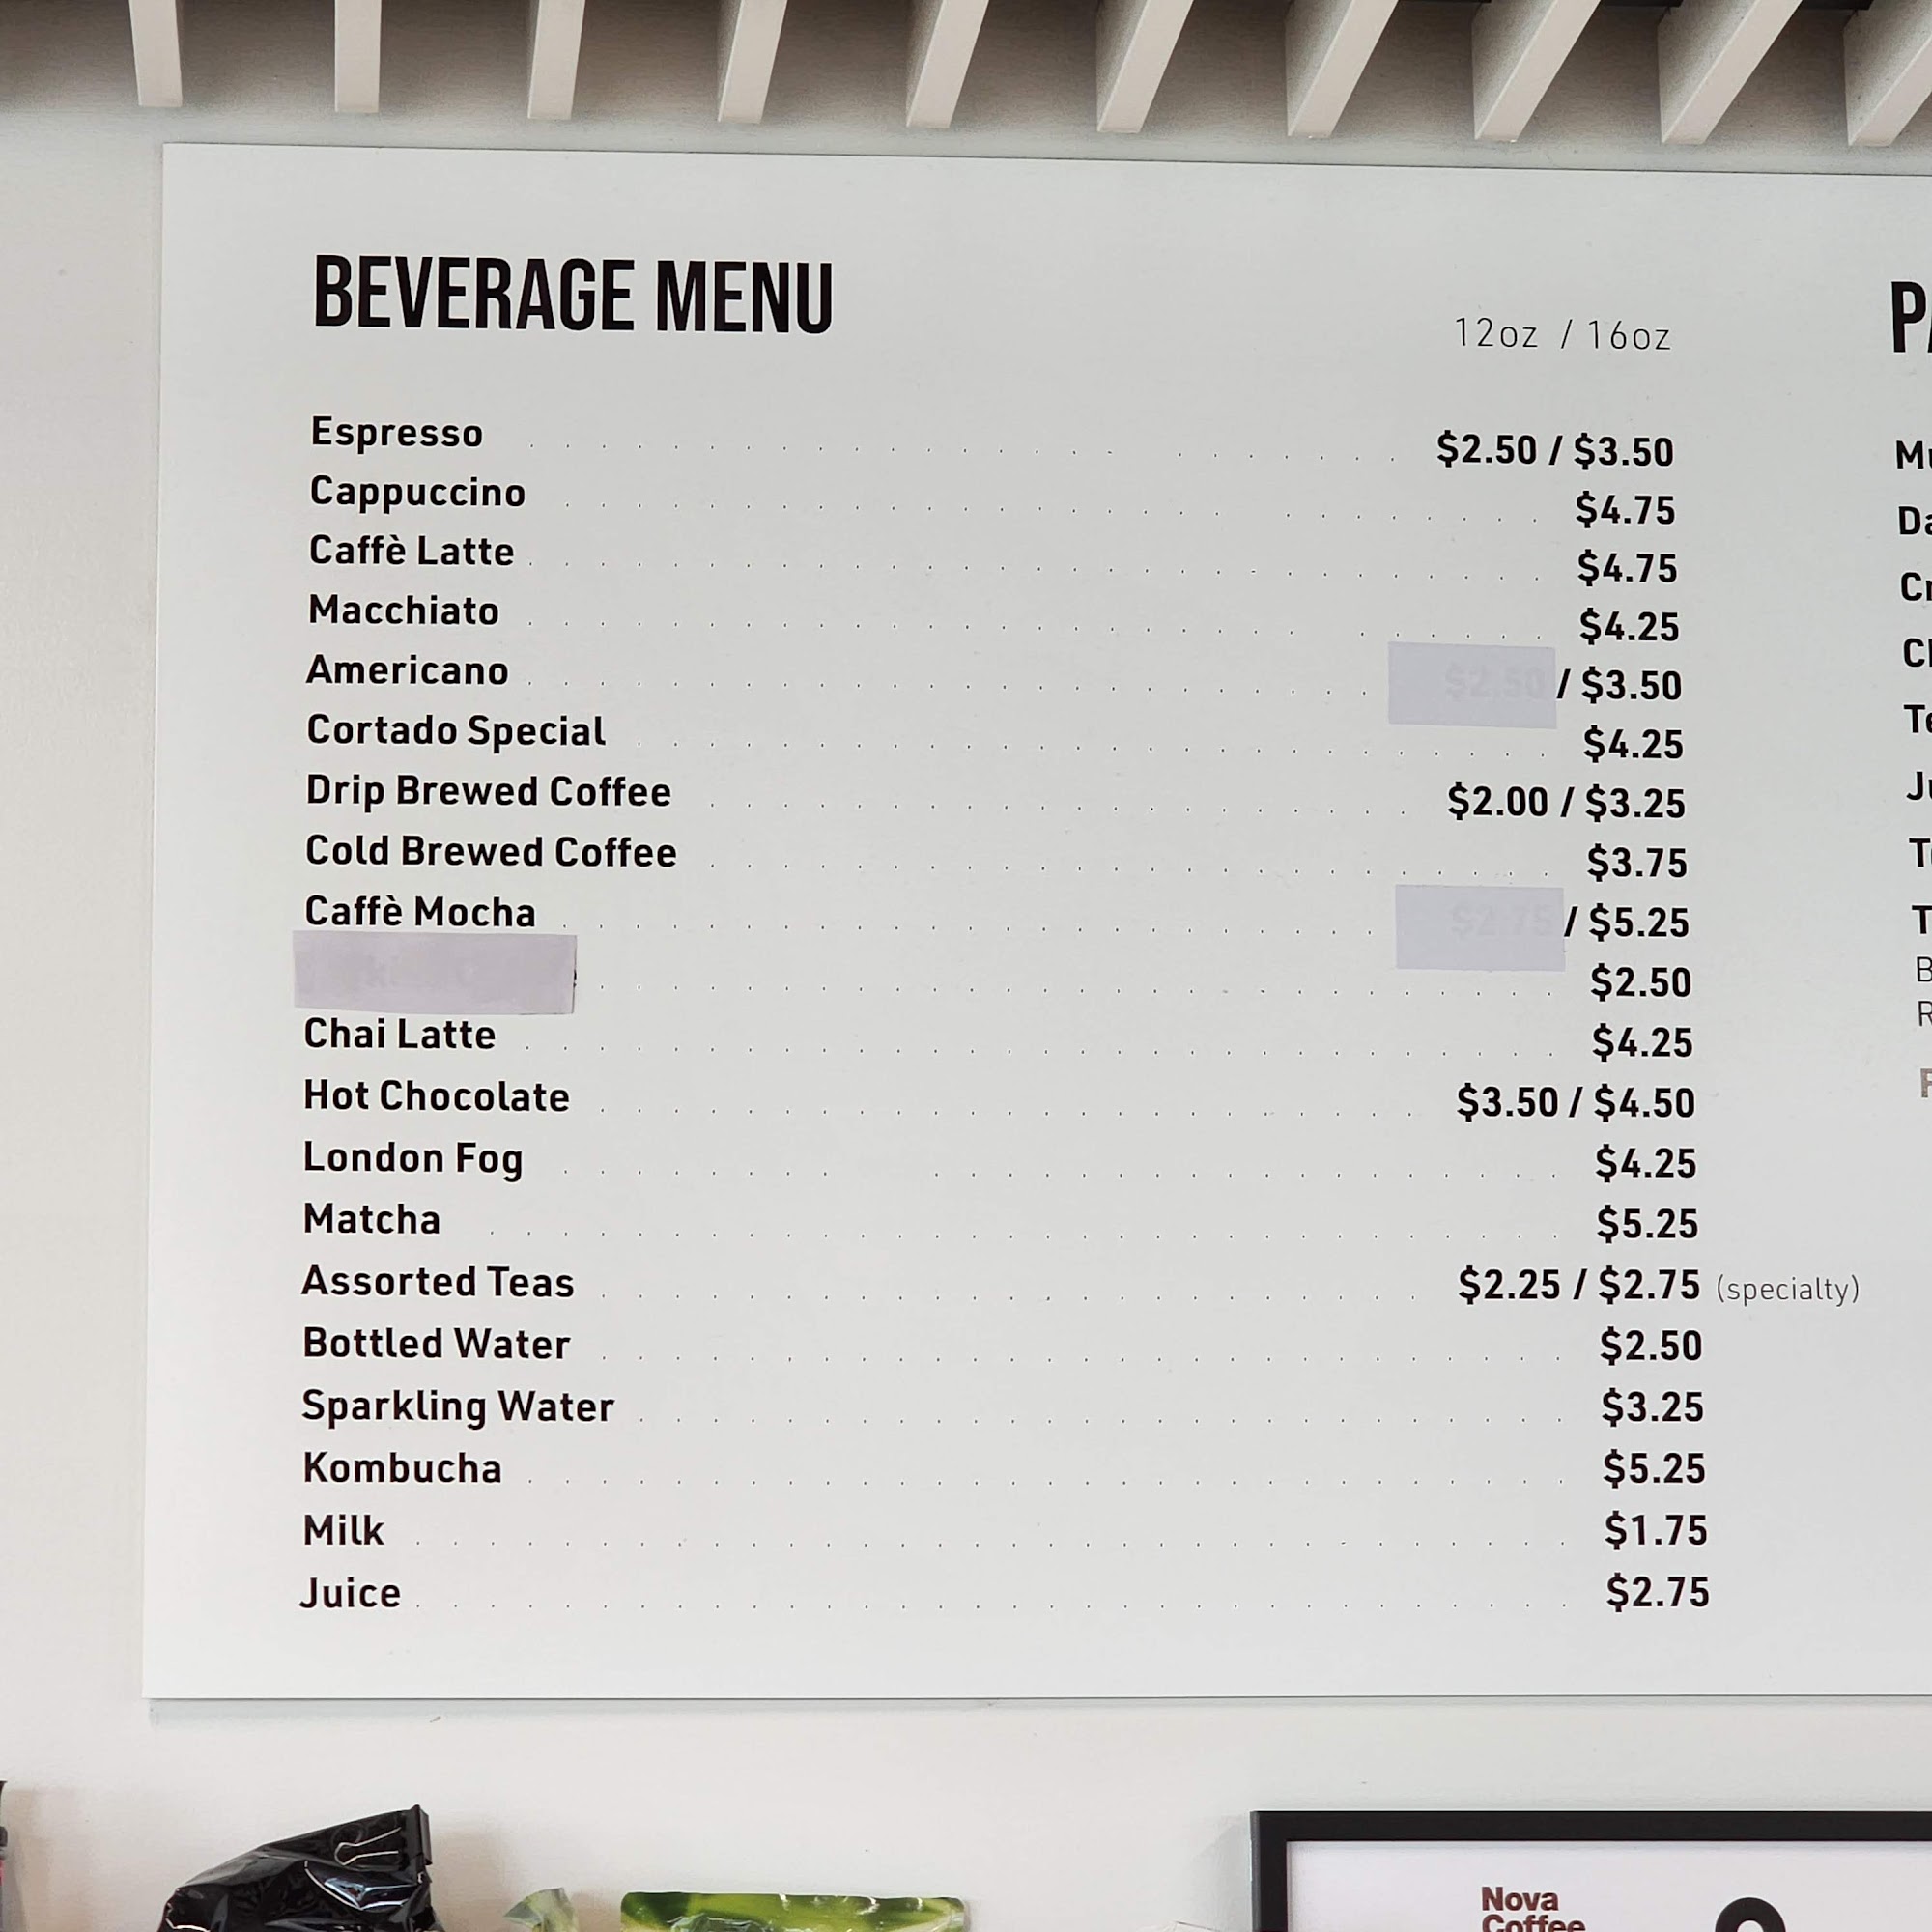 BEVERAGE MENU
12oz / 16oz
Espresso $2.50 / $3.50
Cappuccino $4.75
Caffè Latte $4.75
Macchiato $4.25
Americano $2.50 / $3.50
Cortado Special $4.25
Drip Brewed Coffee $2.00 / $3.25
Cold Brewed Coffee $3.75
Caffè Mocha $2.75 / $5.25
$2.50
Chai Latte $4.25
Hot Chocolate $3.50 / $4.50
London Fog $4.25
Matcha $5.25
Assorted Teas $2.25 / $2.75 (specialty)
Bottled Water $2.50
Sparkling Water $3.25
Kombucha $5.25
Milk $1.75
Juice $2.75
Nova
Coffee